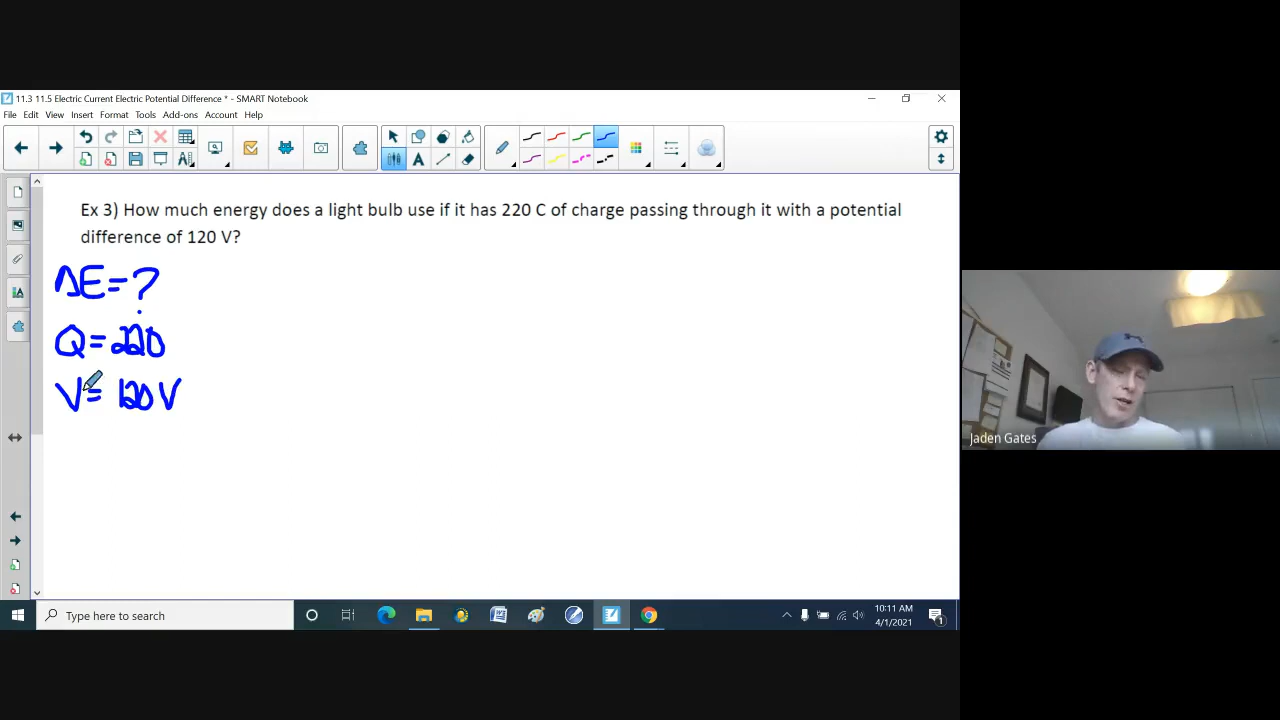 11.3 11.5 Electric Current Electric Potential Difference * - SMART Notebook
File Edit View Insert Format Tools Add-ons Account Help
Ex 3) How much energy does a light bulb use if it has 220 C of charge passing through it with a potential
difference of 120 V?
ΔE = ?
Q = 220
V = 120 V
Jaden Gates
Type here to search
10:11 AM
4/1/2021
1